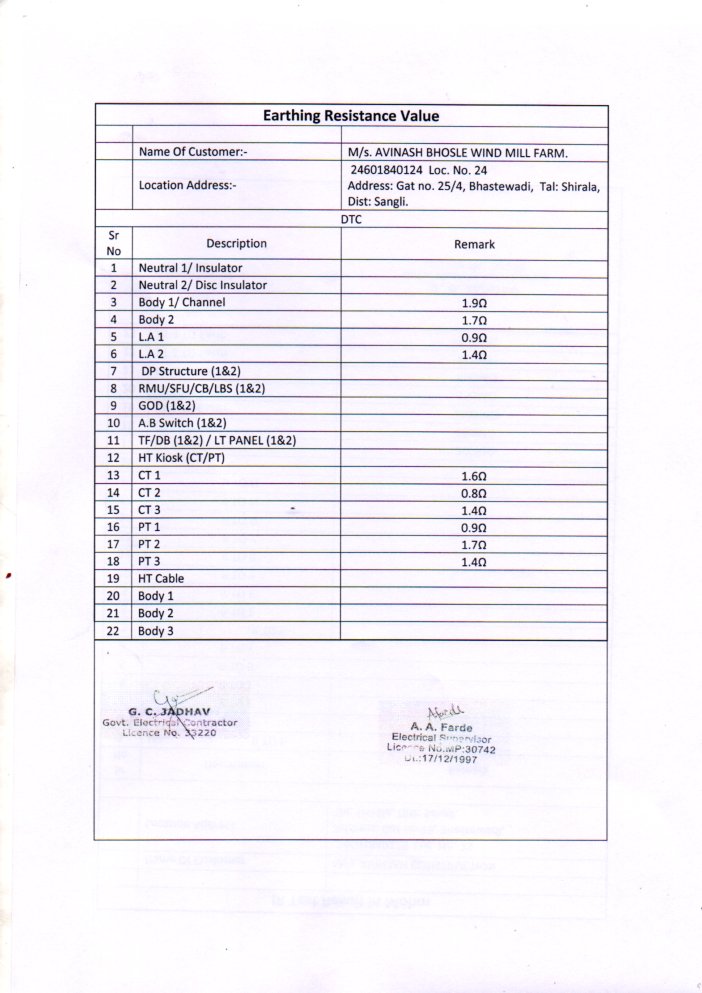 Earthing Resistance Value
Name Of Customer:- M/s. AVINASH BHOSLE WIND MILL FARM.
Location Address:- 24601840124 Loc. No. 24
Address: Gat no. 25/4, Bhastewadi, Tal: Shirala,
Dist: Sangli.
DTC
Sr No Description Remark
1 Neutral 1/ Insulator
2 Neutral 2/ Disc Insulator
3 Body 1/ Channel 1.9Ω
4 Body 2 1.7Ω
5 L.A 1 0.9Ω
6 L.A 2 1.4Ω
7 DP Structure (1&2)
8 RMU/SFU/CB/LBS (1&2)
9 GOD (1&2)
10 A.B Switch (1&2)
11 TF/DB (1&2) / LT PANEL (1&2)
12 HT Kiosk (CT/PT)
13 CT 1 1.6Ω
14 CT 2 0.8Ω
15 CT 3 1.4Ω
16 PT 1 0.9Ω
17 PT 2 1.7Ω
18 PT 3 1.4Ω
19 HT Cable
20 Body 1
21 Body 2
22 Body 3
G. C. JADHAV
Govt. Electrical Contractor
Licence No. 220
Afarde
A. A. Farde
Electrical Supervisor
Licence No.MP:30742
Dt.:17/12/1997